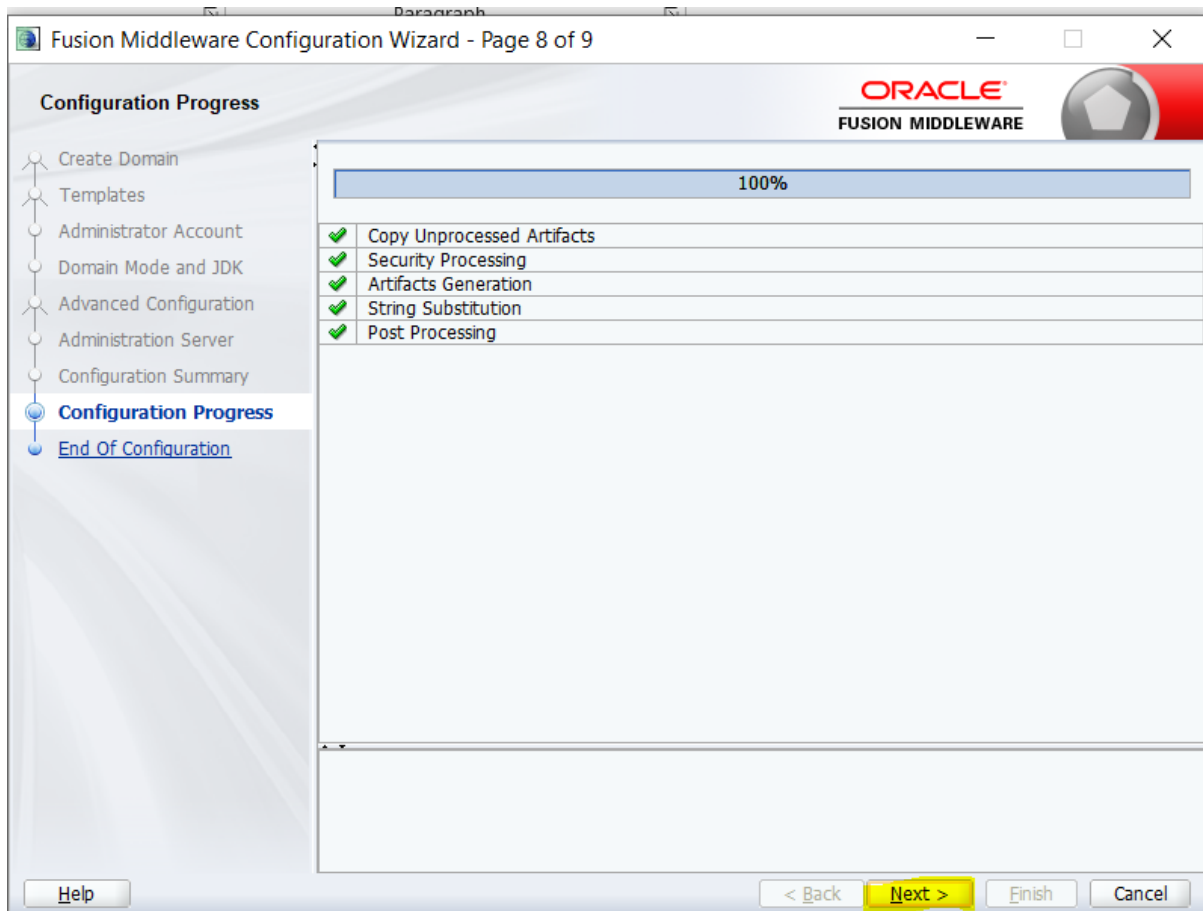 Paragraph
Fusion Middleware Configuration Wizard - Page 8 of 9
Configuration Progress
ORACLE
FUSION MIDDLEWARE
Create Domain
Templates
Administrator Account
Domain Mode and JDK
Advanced Configuration
Administration Server
Configuration Summary
Configuration Progress
End Of Configuration
100%
Copy Unprocessed Artifacts
Security Processing
Artifacts Generation
String Substitution
Post Processing
Help
< Back
Next >
Finish
Cancel